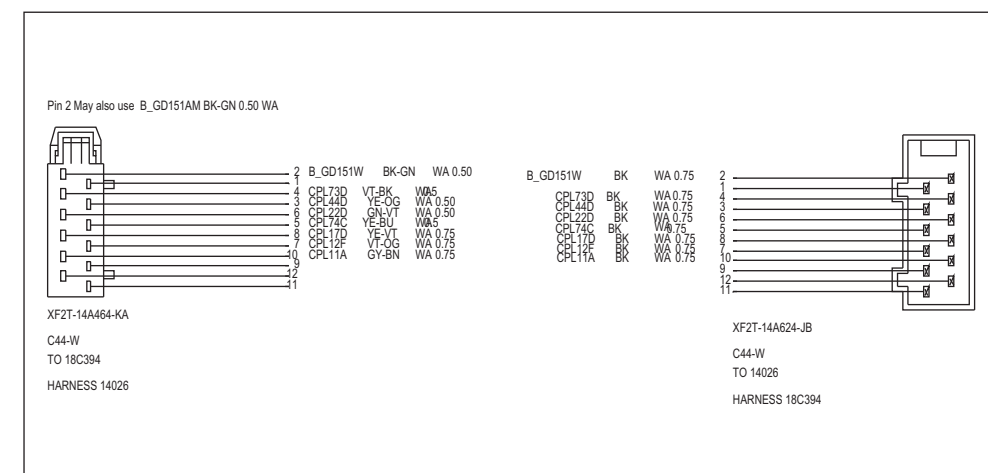 Pin 2 May also use B_GD151AM BK-GN 0.50 WA
2 B_GD151W BK-GN WA 0.50
1
4 CPL73D VT-BK
3 CPL44D YE-OG WA 0.50
6 CPL22D GN-VT WA 0.50
5 CPL74C YE-BU
8 CPL17D YE-VT WA 0.75
7 CPL12F VT-OG WA 0.75
10 CPL11A GY-BN WA 0.75
9
12
11
XF2T-14A464-KA
C44-W
TO 18C394
HARNESS 14026
B_GD151W BK WA 0.75 2
1
CPL73D BK WA 0.75 4
CPL44D BK WA 0.75 3
CPL22D BK WA 0.75 6
CPL74C BK WA 0.75 5
CPL17D BK WA 0.75 8
CPL12F BK WA 0.75 7
CPL11A BK WA 0.75 10
9
12
11
XF2T-14A624-JB
C44-W
TO 14026
HARNESS 18C394